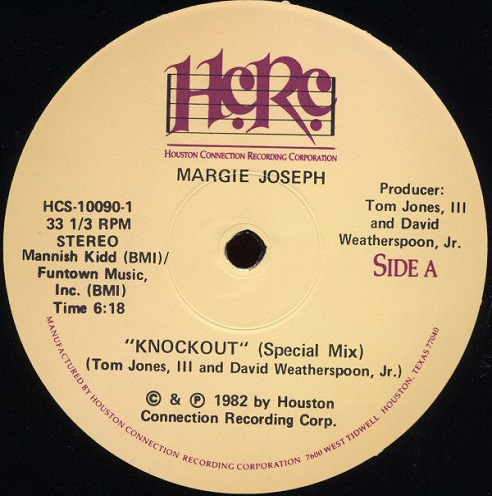 HCRC
HOUSTON CONNECTION RECORDING CORPORATION
MARGIE JOSEPH
HCS-10090-1
33 1/3 RPM
STEREO
Mannish Kidd (BMI)/
Funtown Music,
Inc. (BMI)
Time 6:18
Producer:
Tom Jones, III
and David
Weatherspoon, Jr.
SIDE A
"KNOCKOUT" (Special Mix)
(Tom Jones, III and David Weatherspoon, Jr.)
© & ℗ 1982 by Houston
Connection Recording Corp.
MANUFACTURED BY HOUSTON CONNECTION RECORDING CORPORATION 7600 WEST TIDWELL HOUSTON, TEXAS 77040